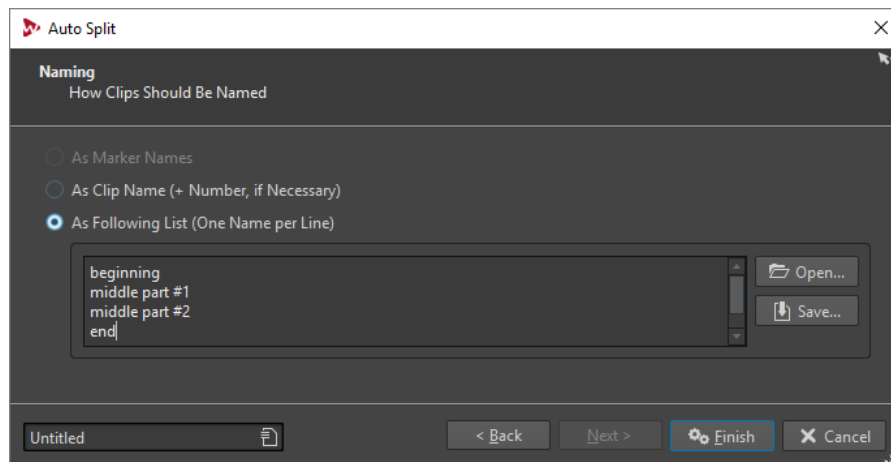 Auto Split
Naming
How Clips Should Be Named
As Marker Names
As Clip Name (+ Number, if Necessary)
As Following List (One Name per Line)
beginning
middle part #1
middle part #2
end
Open...
Save...
Untitled
< Back
Next >
Finish
Cancel